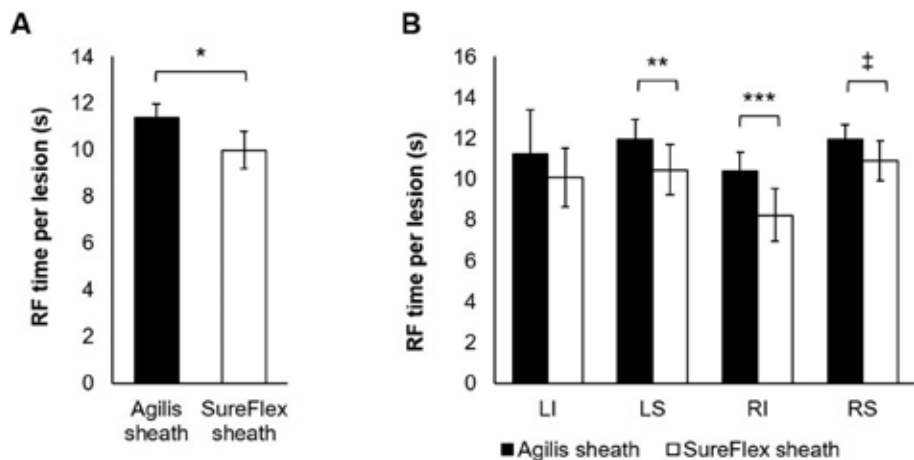 A
RF time per lesion (s)
14
12
10
8
6
4
2
0
*
Agilis
sheath
SureFlex
sheath
B
RF time per lesion (s)
16
14
12
10
8
6
4
2
0
**
***
‡
LI
LS
RI
RS
Agilis sheath
SureFlex sheath